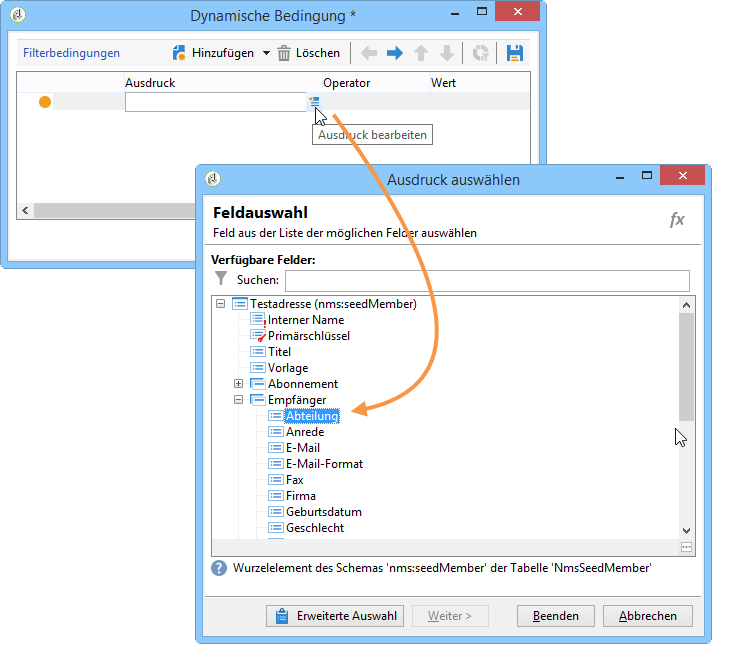 Dynamische Bedingung *
Filterbedingungen Hinzufügen Löschen
Ausdruck Operator Wert
Ausdruck bearbeiten
Ausdruck auswählen
Feldauswahl
Feld aus der Liste der möglichen Felder auswählen
fx
Verfügbare Felder:
Suchen:
Testadresse (nms:seedMember)
Interner Name
Primärschlüssel
Titel
Vorlage
Abonnement
Empfänger
Abteilung
Anrede
E-Mail
E-Mail-Format
Fax
Firma
Geburtsdatum
Geschlecht
Wurzelelement des Schemas 'nms:seedMember' der Tabelle 'NmsSeedMember'
Erweiterte Auswahl Weiter > Beenden Abbrechen